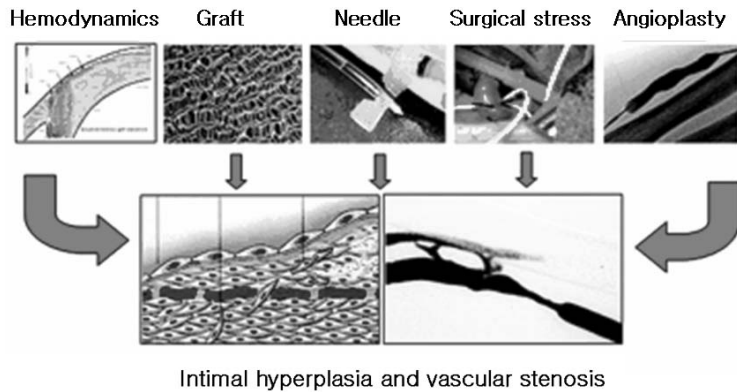 Hemodynamics
Graft
Needle
Surgical stress
Angioplasty
Intimal hyperplasia and vascular stenosis